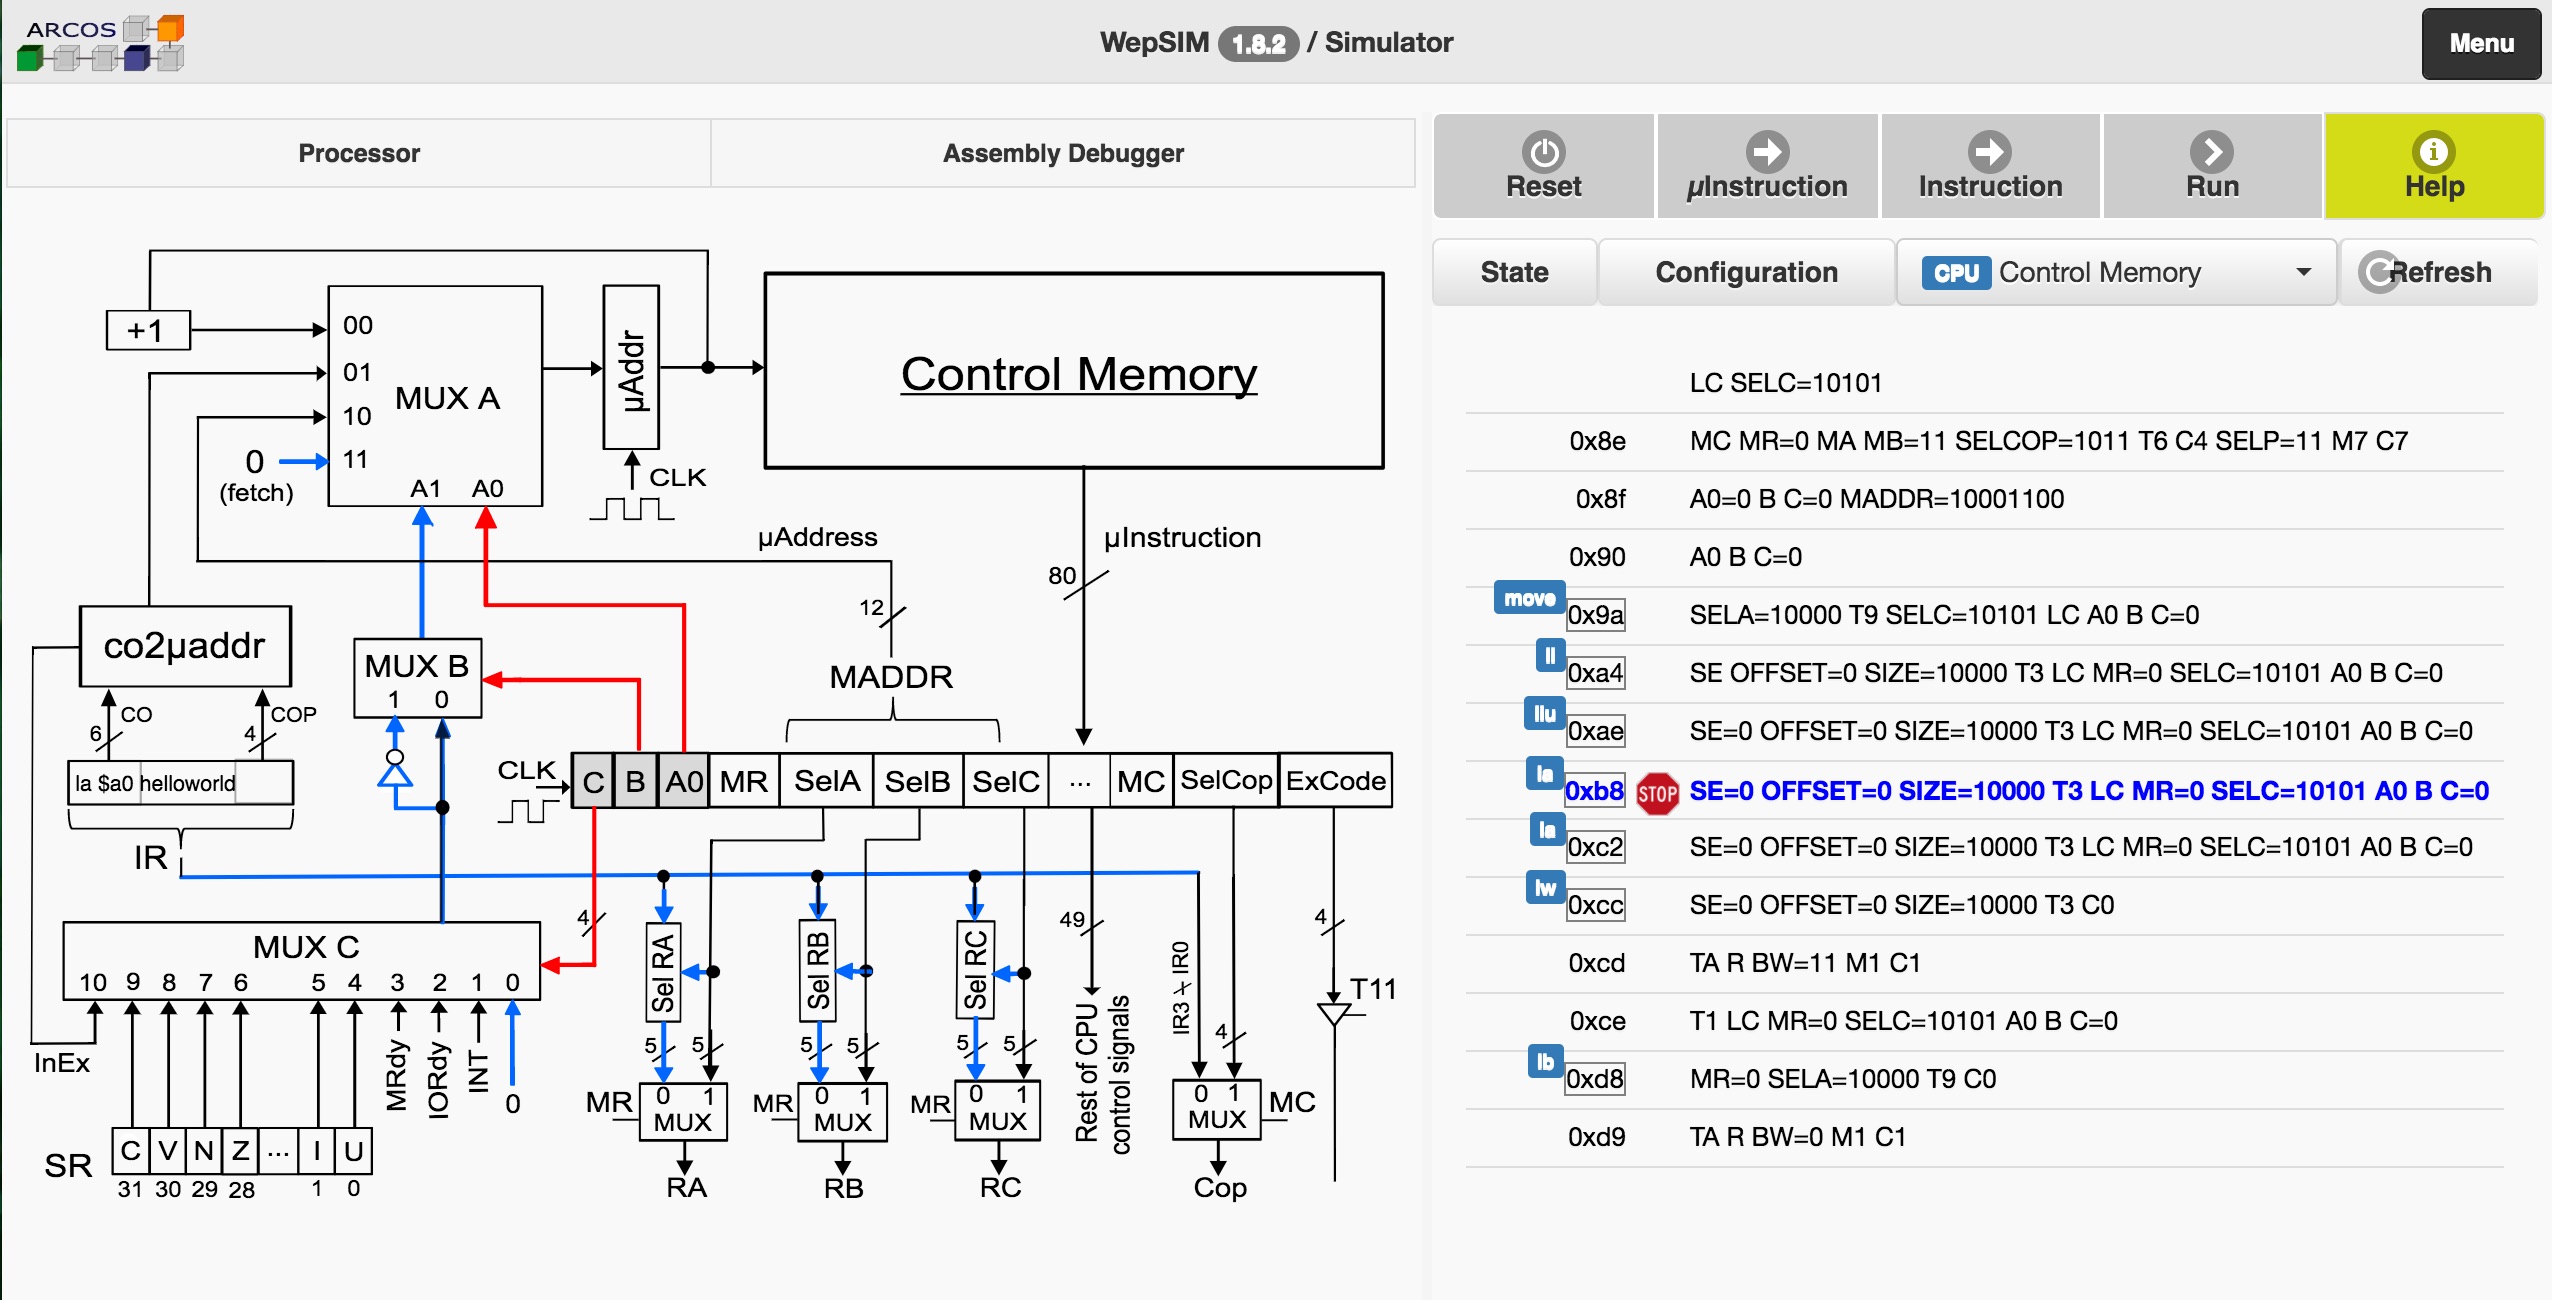 ARCOS
WepSIM 1.8.2 / Simulator
Menu
Processor
Assembly Debugger
Reset
µInstruction
Instruction
Run
Help
State
Configuration
CPU Control Memory
Refresh
+1
00
01
10
11
MUX A
A1 A0
0
(fetch)
µAddr
CLK
Control Memory
µAddress
µInstruction
80
12
MADDR
co2µaddr
CO
COP
6
4
la $a0 helloworld
IR
MUX B
1 0
CLK
C B A0 MR SelA SelB SelC ... MC SelCop ExCode
MUX C
10 9 8 7 6 5 4 3 2 1 0
4
InEx
MRdy
IORdy
INT
0
SR
C V N Z ... I U
31 30 29 28 1 0
Sel RA
Sel RB
Sel RC
5 5
5 5
5 5
MR 0 1
MUX
RA
MR 0 1
MUX
RB
MR 0 1
MUX
RC
49
Rest of CPU
control signals
IR3 X IR0
4
0 1 MC
MUX
Cop
4
T11
LC SELC=10101
0x8e MC MR=0 MA MB=11 SELCOP=1011 T6 C4 SELP=11 M7 C7
0x8f A0=0 B C=0 MADDR=10001100
0x90 A0 B C=0
move
0x9a SELA=10000 T9 SELC=10101 LC A0 B C=0
li
0xa4 SE OFFSET=0 SIZE=10000 T3 LC MR=0 SELC=10101 A0 B C=0
liu
0xae SE=0 OFFSET=0 SIZE=10000 T3 LC MR=0 SELC=10101 A0 B C=0
la
0xb8 STOP SE=0 OFFSET=0 SIZE=10000 T3 LC MR=0 SELC=10101 A0 B C=0
la
0xc2 SE=0 OFFSET=0 SIZE=10000 T3 LC MR=0 SELC=10101 A0 B C=0
lw
0xcc SE=0 OFFSET=0 SIZE=10000 T3 C0
0xcd TA R BW=11 M1 C1
0xce T1 LC MR=0 SELC=10101 A0 B C=0
lb
0xd8 MR=0 SELA=10000 T9 C0
0xd9 TA R BW=0 M1 C1